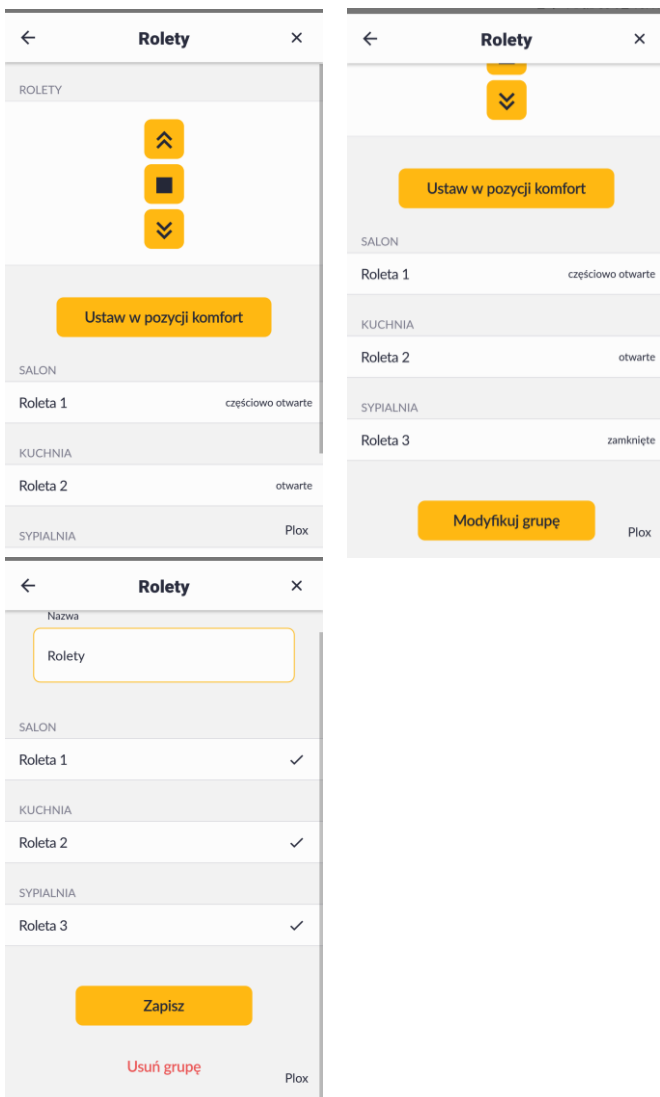 Rolety
ROLETY
Ustaw w pozycji komfort
SALON
Roleta 1 częściowo otwarte
KUCHNIA
Roleta 2 otwarte
SYPIALNIA
Plox
Rolety
Ustaw w pozycji komfort
SALON
Roleta 1 częściowo otwarte
KUCHNIA
Roleta 2 otwarte
SYPIALNIA
Roleta 3 zamknięte
Modyfikuj grupę
Plox
Rolety
Nazwa
Rolety
SALON
Roleta 1
KUCHNIA
Roleta 2
SYPIALNIA
Roleta 3
Zapisz
Usuń grupę
Plox